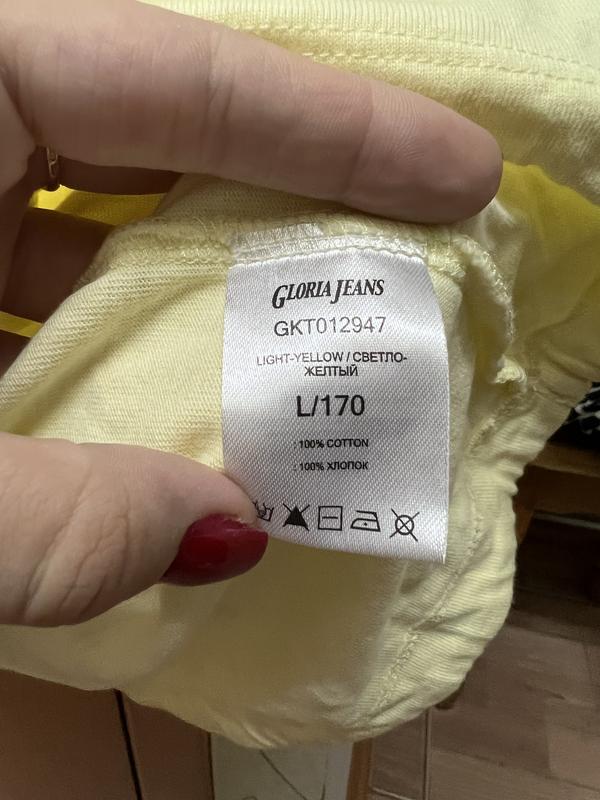 GLORIA JEANS
GKT012947
LIGHT-YELLOW / СВЕТЛО-
ЖЕЛТЫЙ
L/170
: 100% COTTON
: 100% ХЛОПОК